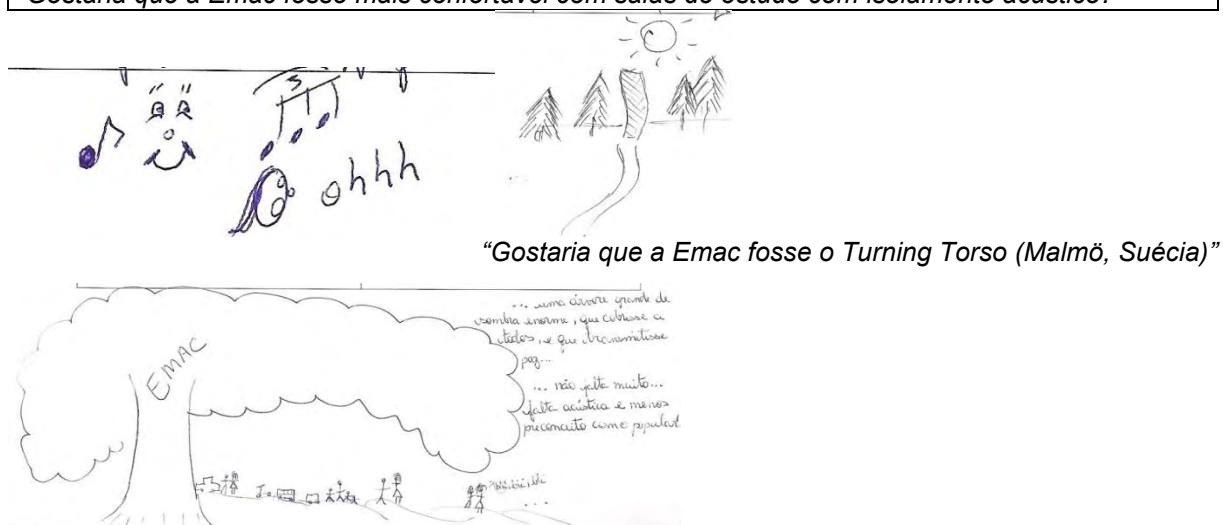 “Gostaria que a Emac fosse mais confortável com salas de estudo com isolamento acústico.”
3
ohhh
“Gostaria que a Emac fosse o Turning Torso (Malmö, Suécia)”
EMAC
... uma árvore grande de
sombra enorme, que cobrisse a
todos, e que transmitisse
paz...
... não falta muito...
falta acústica e menos
preconceito com popular